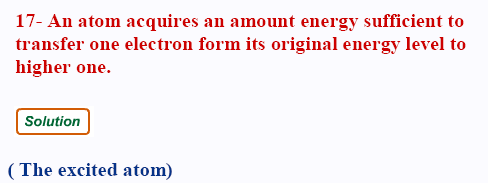 17- An atom acquires an amount energy sufficient to
transfer one electron form its original energy level to
higher one.
Solution
( The excited atom)